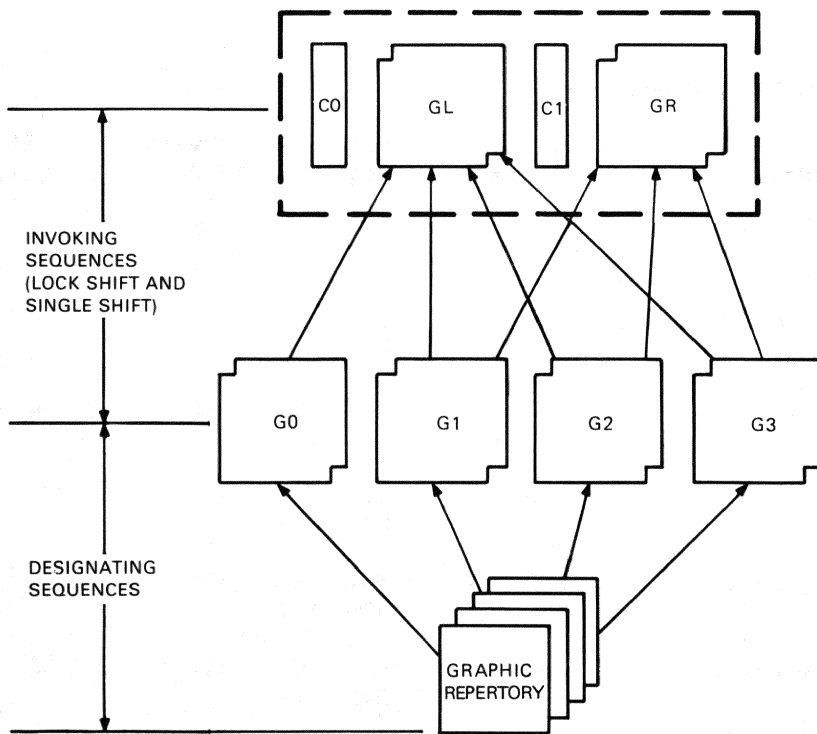 C0
GL
C1
GR
INVOKING
SEQUENCES
(LOCK SHIFT AND
SINGLE SHIFT)
G0
G1
G2
G3
DESIGNATING
SEQUENCES
GRAPHIC
REPERTORY